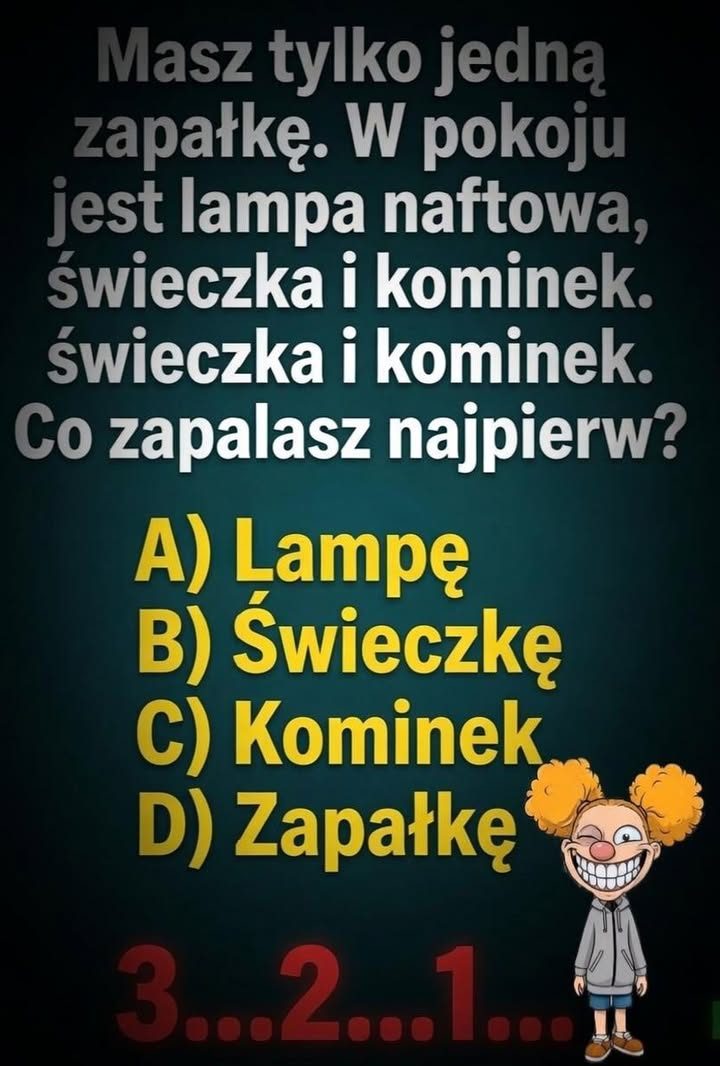 Masz tylko jedną
zapałkę. W pokoju
jest lampa naftowa,
świeczka i kominek.
świeczka i kominek.
Co zapalasz najpierw?
A) Lampę
B) Świeczkę
C) Kominek
D) Zapałkę
3...2...1...